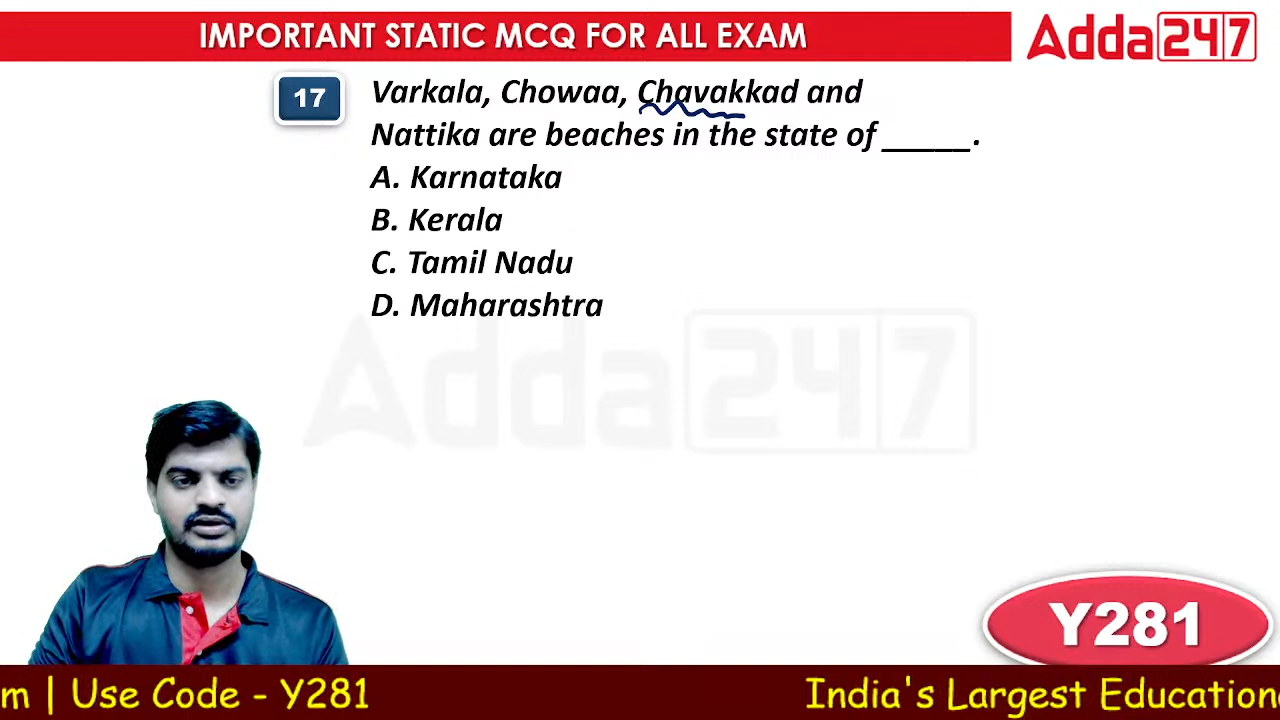 IMPORTANT STATIC MCQ FOR ALL EXAM
Adda247
17
Varkala, Chowaa, Chavakkad and
Nattika are beaches in the state of _____.
A. Karnataka
B. Kerala
C. Tamil Nadu
D. Maharashtra
Adda247
Y281
m | Use Code - Y281
India's Largest Education